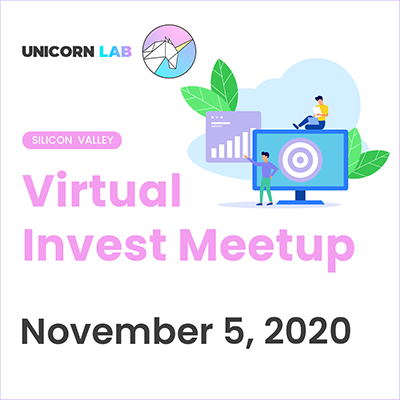 UNICORN LAB
SILICON VALLEY
Virtual
Invest Meetup
November 5, 2020